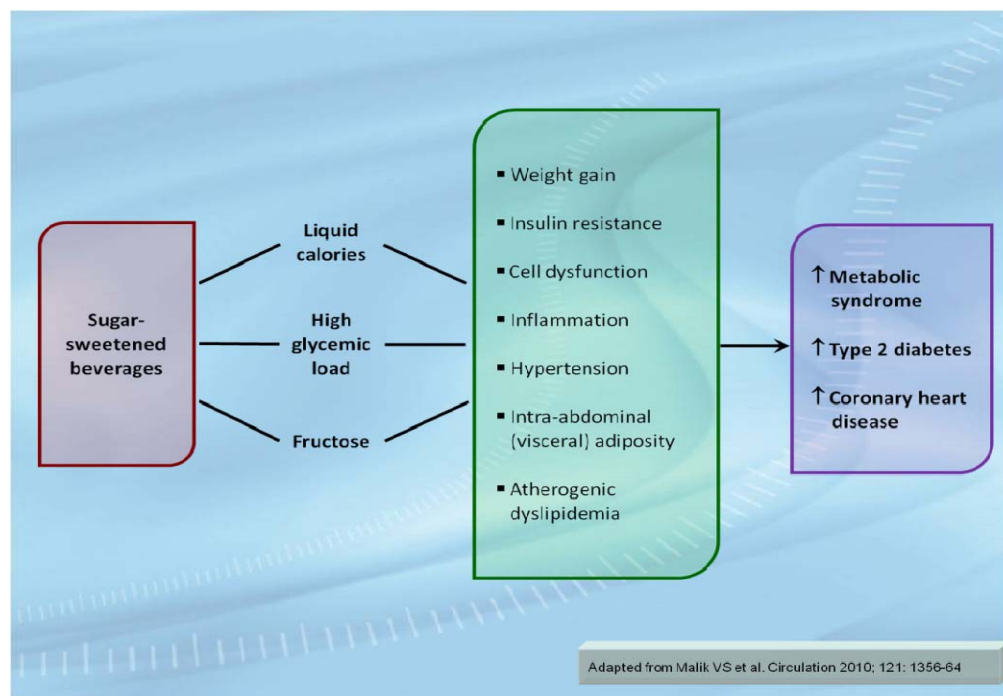 Sugar-
sweetened
beverages
Liquid
calories
High
glycemic
load
Fructose
▪ Weight gain
▪ Insulin resistance
▪ Cell dysfunction
▪ Inflammation
▪ Hypertension
▪ Intra-abdominal
(visceral) adiposity
▪ Atherogenic
dyslipidemia
↑ Metabolic
syndrome
↑ Type 2 diabetes
↑ Coronary heart
disease
Adapted from Malik VS et al. Circulation 2010; 121: 1356-64